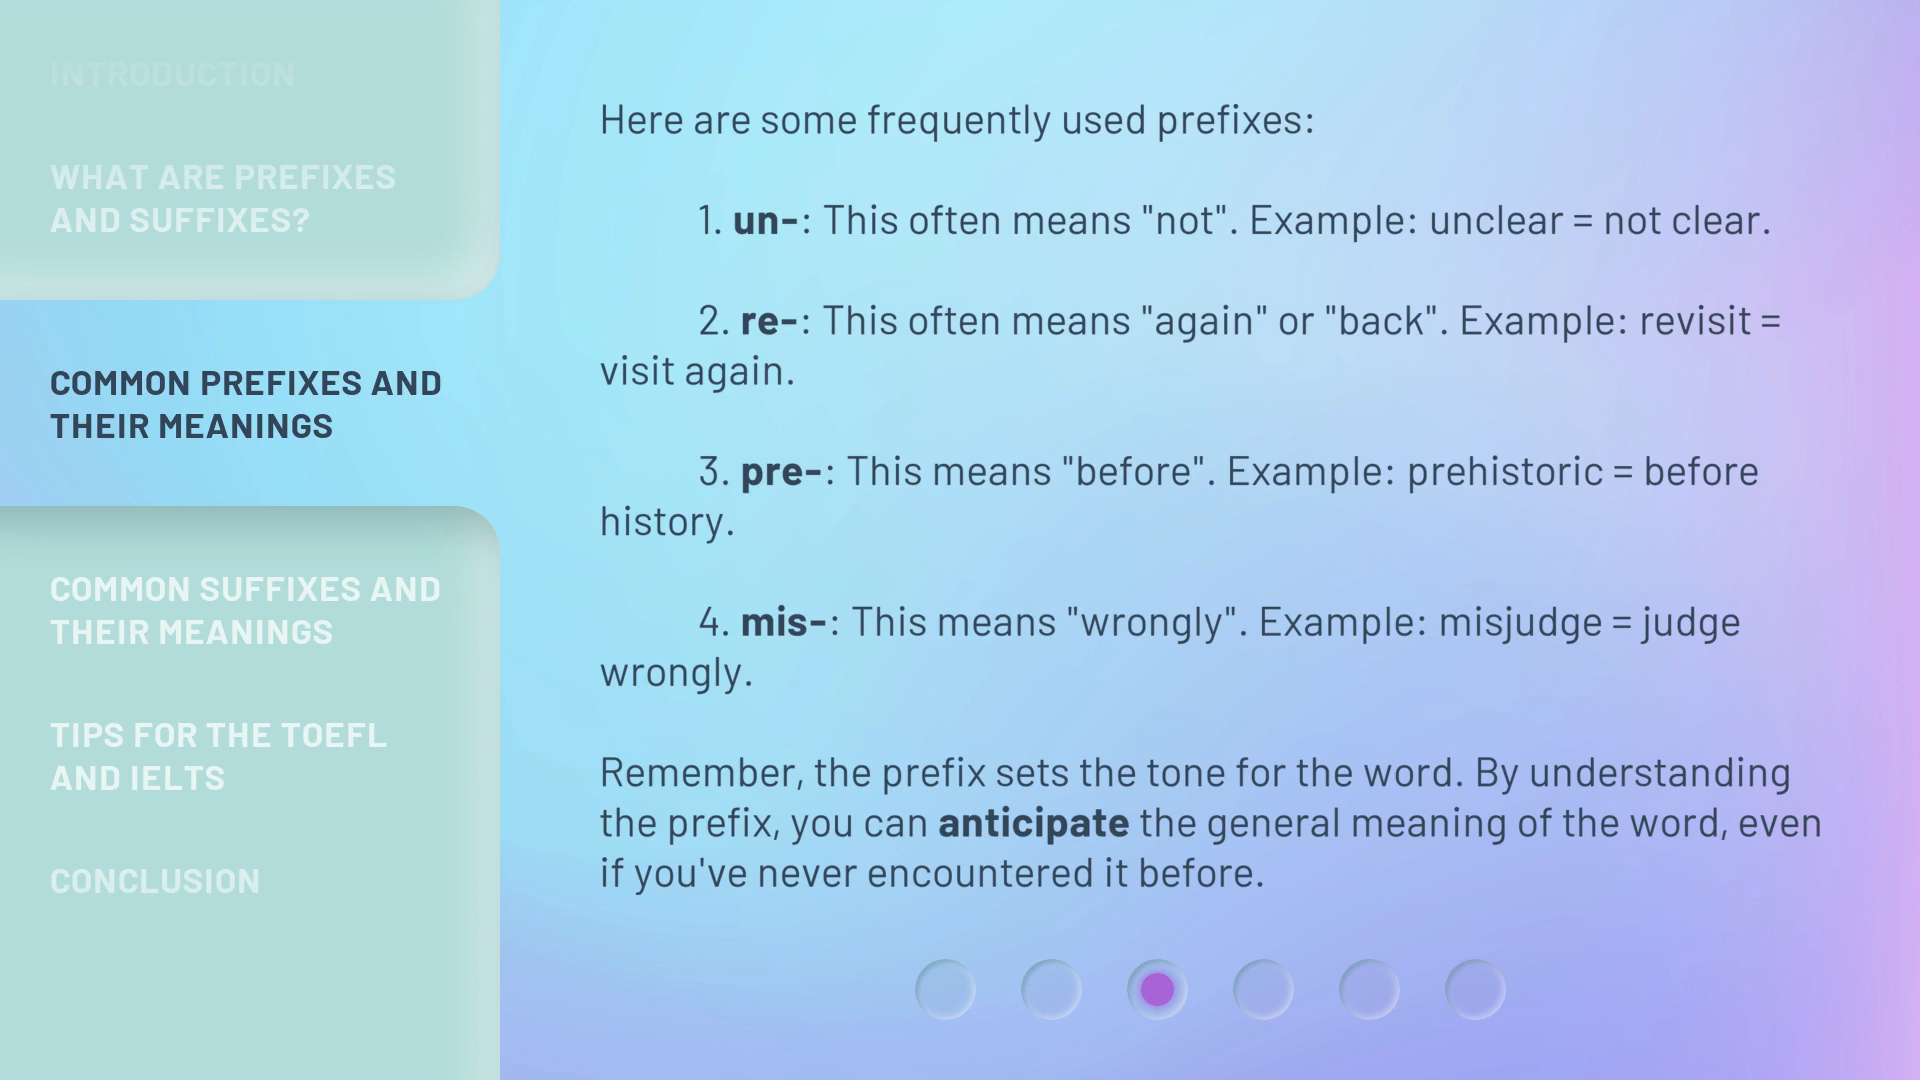 INTRODUCTION
WHAT ARE PREFIXES
AND SUFFIXES?
COMMON PREFIXES AND
THEIR MEANINGS
COMMON SUFFIXES AND
THEIR MEANINGS
TIPS FOR THE TOEFL
AND IELTS
CONCLUSION
Here are some frequently used prefixes:
1. un-: This often means "not". Example: unclear = not clear.
2. re-: This often means "again" or "back". Example: revisit =
visit again.
3. pre-: This means "before". Example: prehistoric = before
history.
4. mis-: This means "wrongly". Example: misjudge = judge
wrongly.
Remember, the prefix sets the tone for the word. By understanding
the prefix, you can anticipate the general meaning of the word, even
if you've never encountered it before.